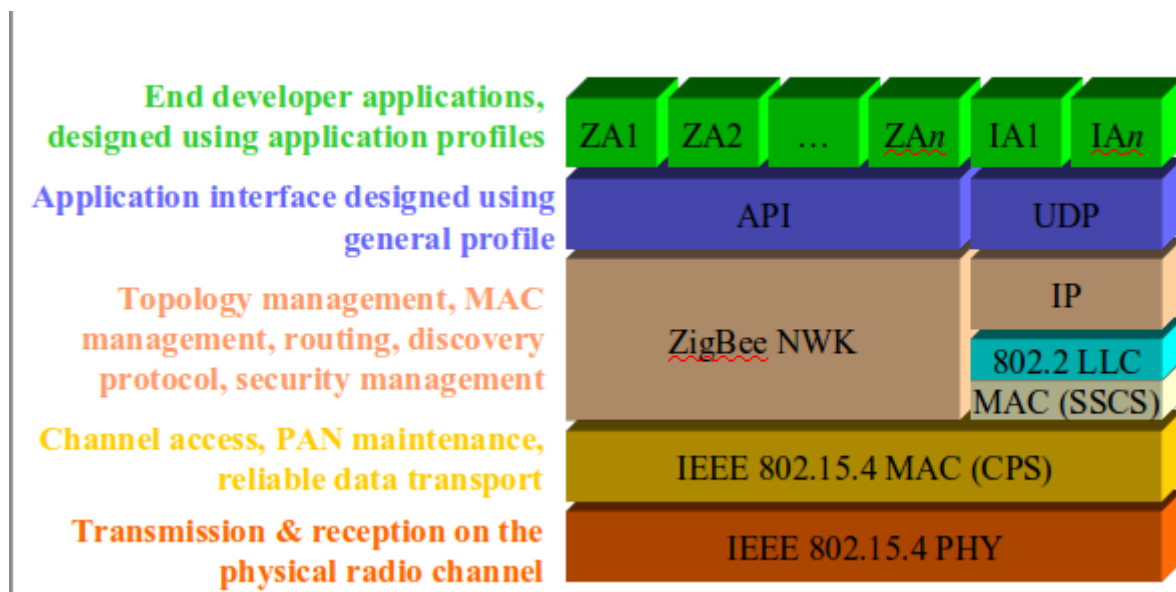 End developer applications,
designed using application profiles
ZA1 ZA2 ... ZAn IA1 IAn
Application interface designed using
general profile
API UDP
Topology management, MAC
management, routing, discovery
protocol, security management
ZigBee NWK
IP
802.2 LLC
MAC (SSCS)
Channel access, PAN maintenance,
reliable data transport
IEEE 802.15.4 MAC (CPS)
Transmission & reception on the
physical radio channel
IEEE 802.15.4 PHY